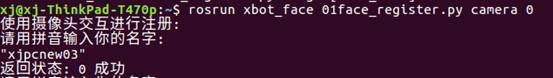 xj@xj-ThinkPad-T470p:~$ rosrun xbot_face 01face_register.py camera 0
使用摄像头交互进行注册:
请用拼音输入你的名字:
"xjpcnew03"
返回状态: 0 成功